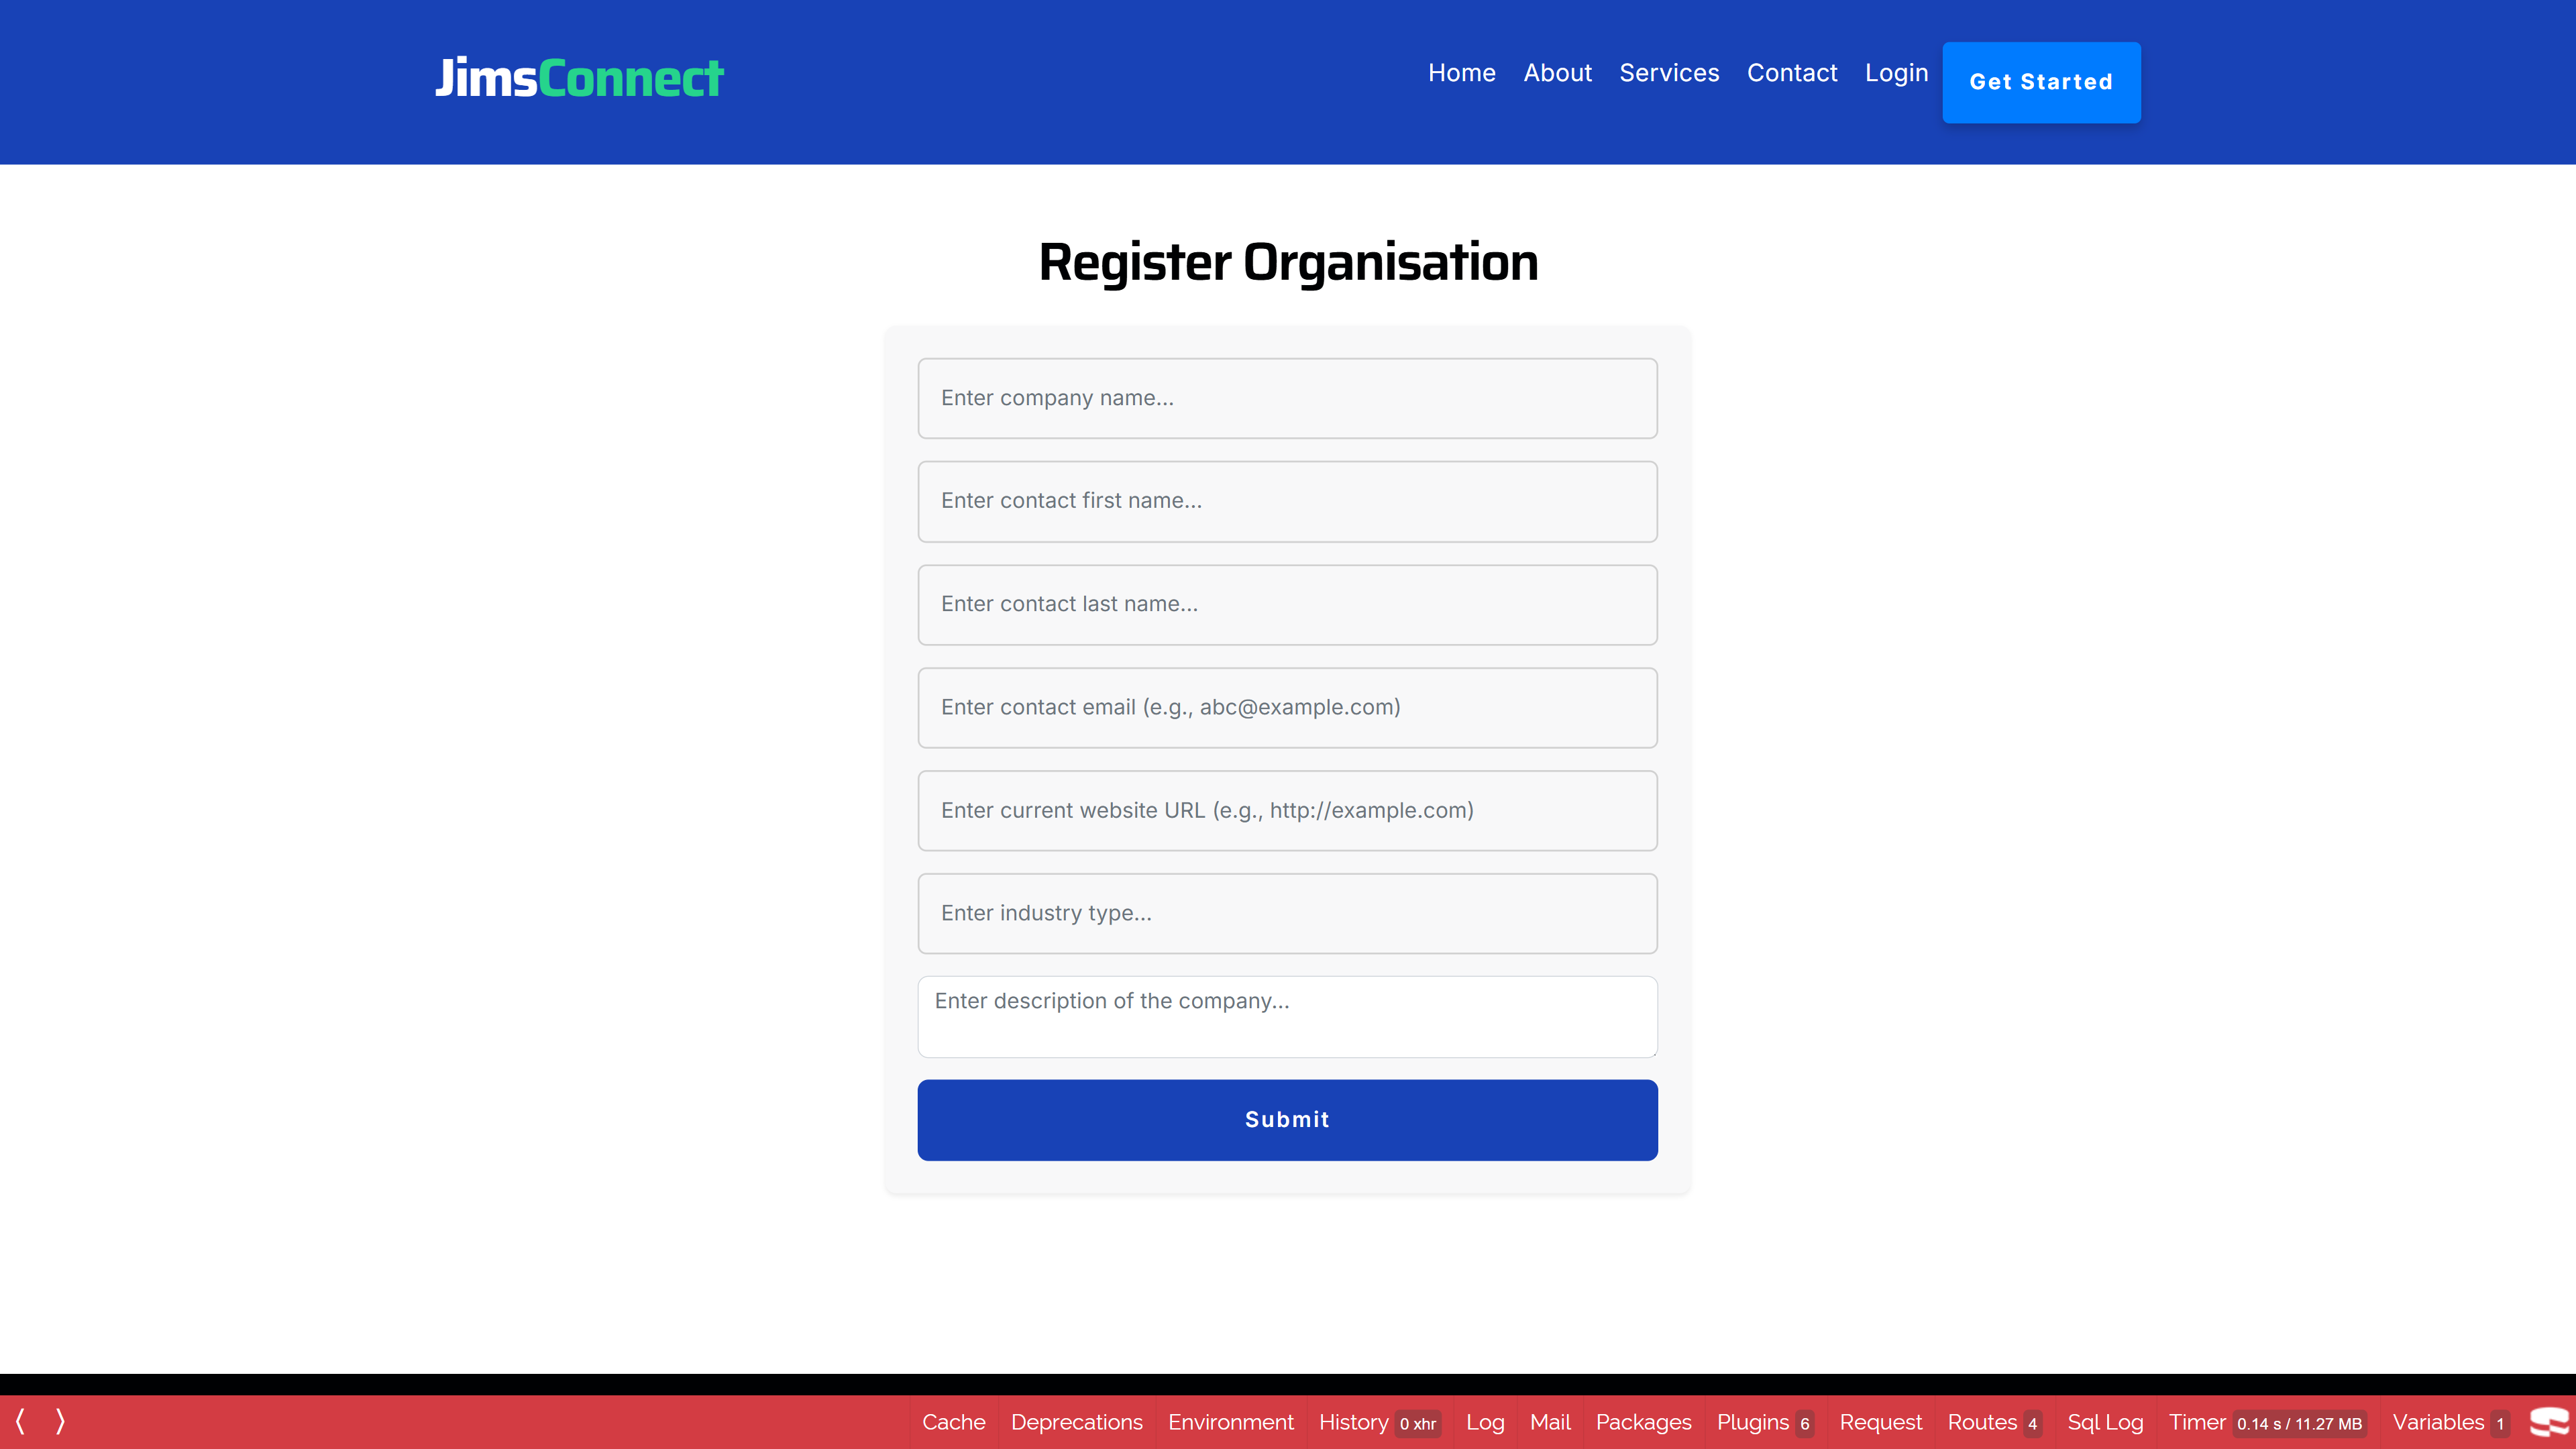 JimsConnect
Home About Services Contact Login Get Started
Register Organisation
Enter company name...
Enter contact first name...
Enter contact last name...
Enter contact email (e.g., abc@example.com)
Enter current website URL (e.g., http://example.com)
Enter industry type...
Enter description of the company...
Submit
Cache Deprecations Environment History 0 xhr Log Mail Packages Plugins 6 Request Routes 4 Sql Log Timer 0.14 s / 11.27 MB Variables 1